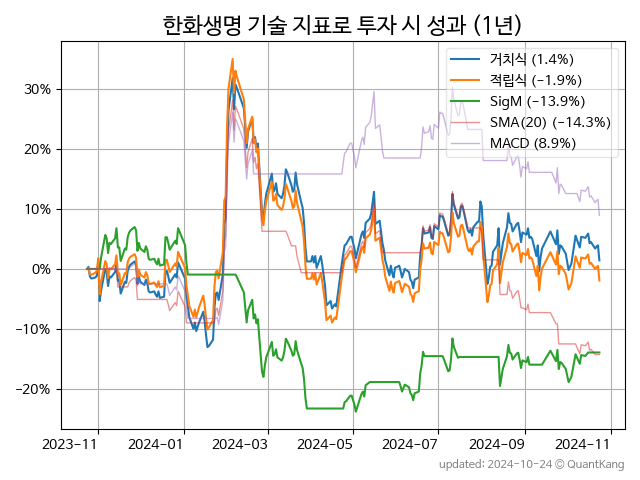 한화생명 기술 지표로 투자 시 성과 (1년)
거치식 (1.4%)
적립식 (−1.9%)
SigM (−13.9%)
SMA(20) (−14.3%)
MACD (8.9%)
30%
20%
10%
0%
−10%
−20%
2023−11 2024−01 2024−03 2024−05 2024−07 2024−09 2024−11
updated: 2024-10-24 © QuantKang